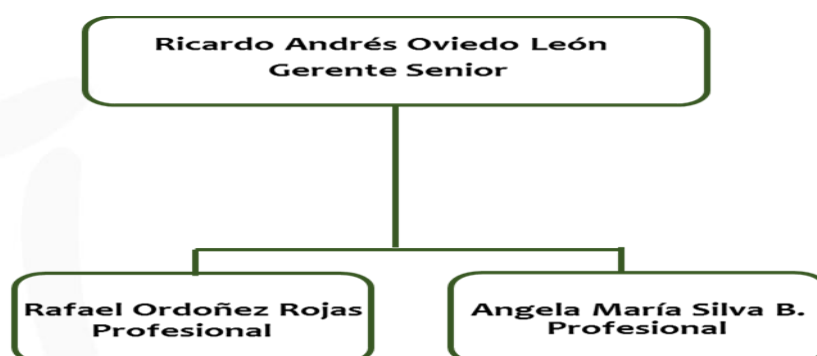 Ricardo Andrés Oviedo León
Gerente Senior
Rafael Ordoñez Rojas
Profesional
Angela María Silva B.
Profesional